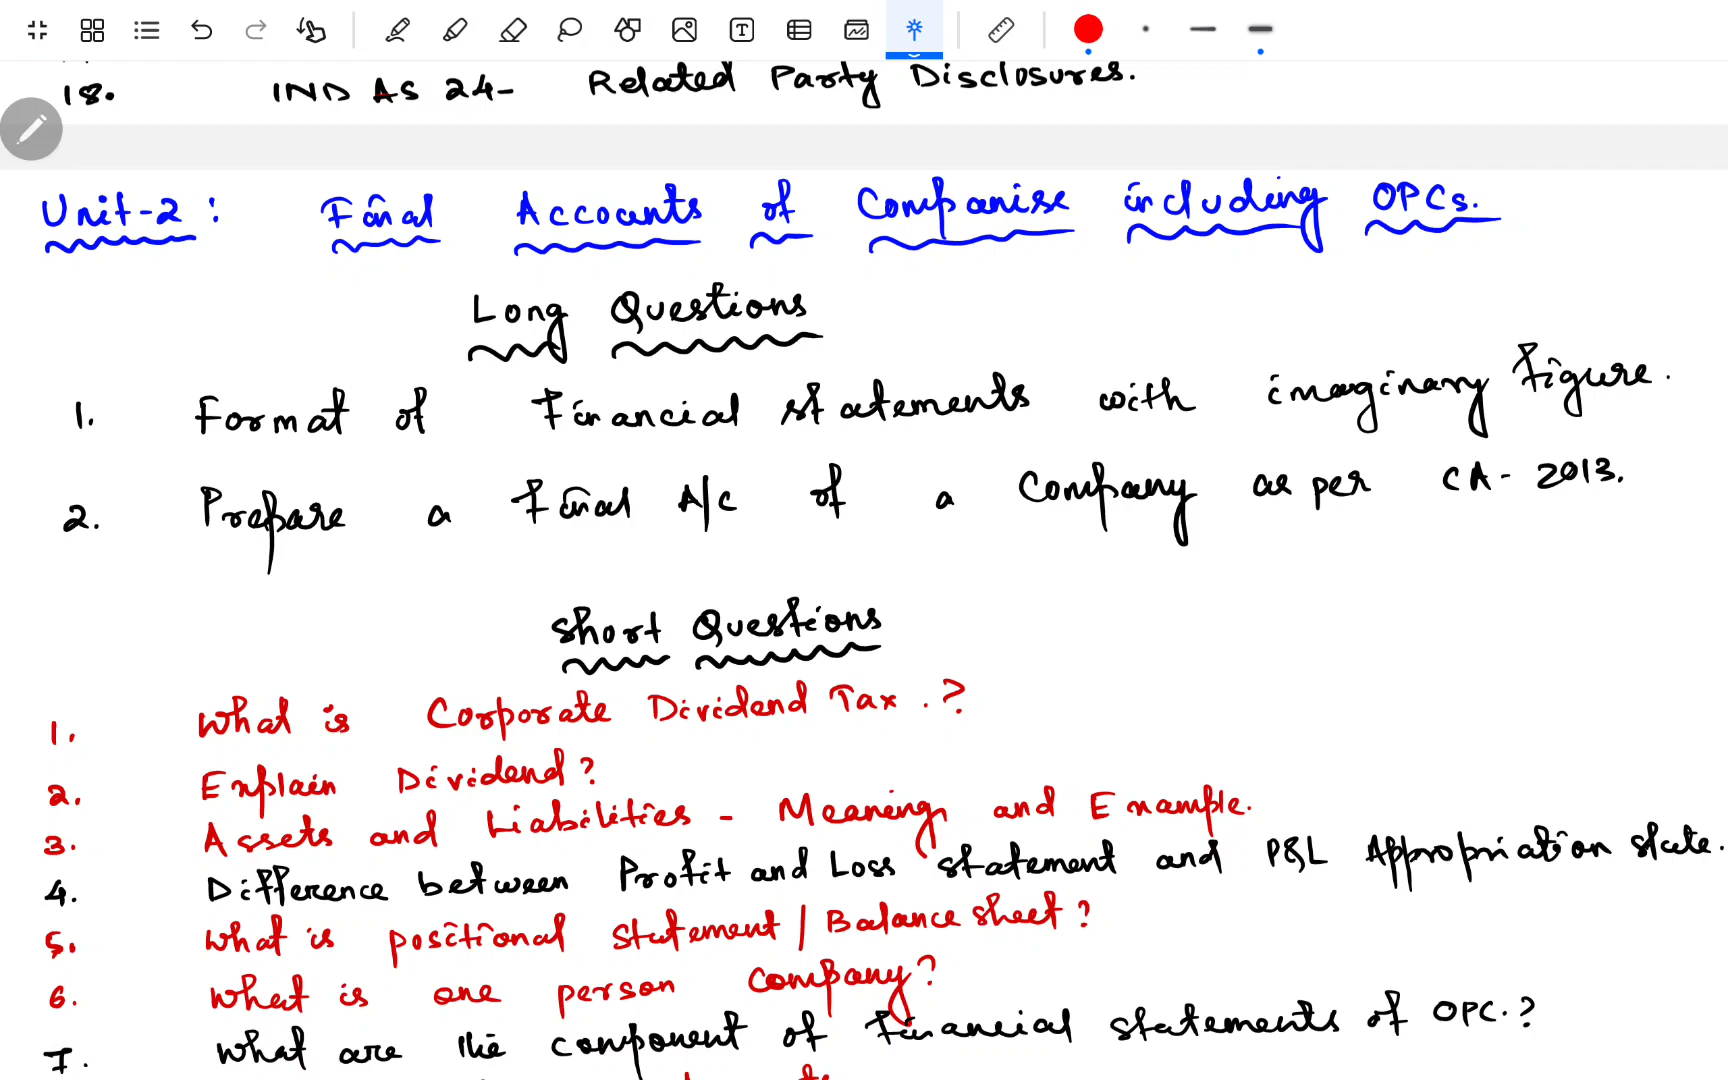 18. IND AS 24- Related Party Disclosures.
Unit-2: Final Accounts of Companise including OPCs.
Long Questions
1. Format of Financial statements with imaginary figure.
2. Prepare a Final A/c of a Company as per CA-2013.
Short Questions
1. What is Corporate Dividend Tax.?
2. Explain Dividend?
3. Assets and Liabilities - Meaning and Example.
4. Difference between Profit and Loss statement and P&L Appropriation state.
5. What is positional statement / Balance sheet?
6. What is one person company?
7. What are the component of Financial statements of OPC.?